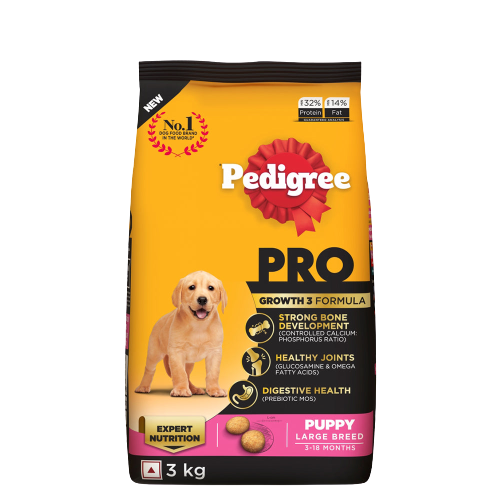 NEW
No.1
DOG FOOD BRAND
IN THE WORLD*
↑32%
Protein
↑14%
Fat
GUARANTEED ANALYSIS
Pedigree
PRO
GROWTH 3 FORMULA
STRONG BONE
DEVELOPMENT
(CONTROLLED CALCIUM:
PHOSPHORUS RATIO)
HEALTHY JOINTS
(GLUCOSAMINE & OMEGA
FATTY ACIDS)
DIGESTIVE HEALTH
(PREBIOTIC MOS)
EXPERT
NUTRITION
PUPPY
LARGE BREED
3-18 MONTHS
3 kg